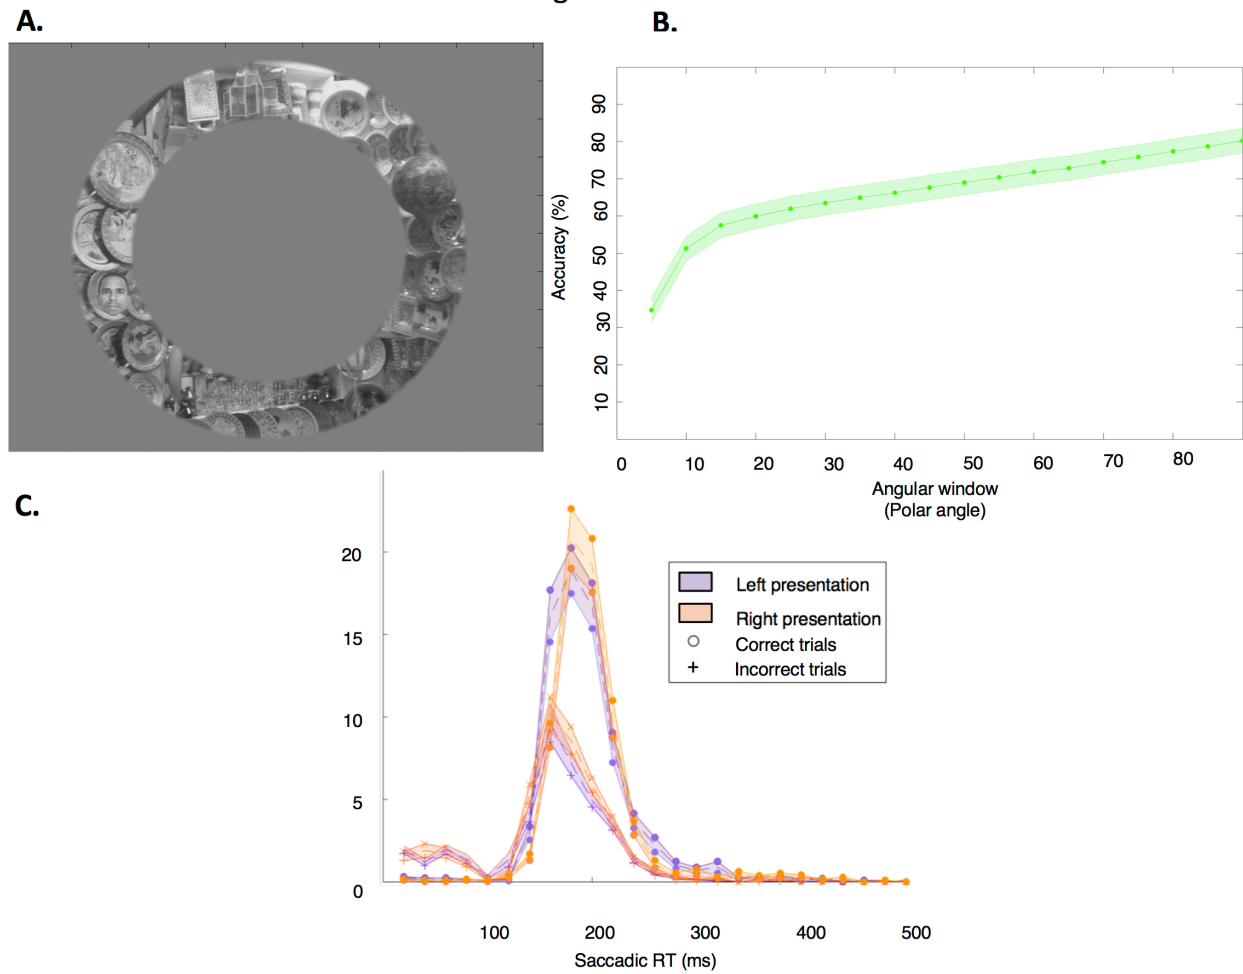 A.
B.
Accuracy (%)
90
80
70
60
50
40
30
20
10
0 10 20 30 40 50 60 70 80
Angular window
(Polar angle)
C.
20
15
10
5
0
Left presentation
Right presentation
Correct trials
Incorrect trials
100 200 300 400 500
Saccadic RT (ms)